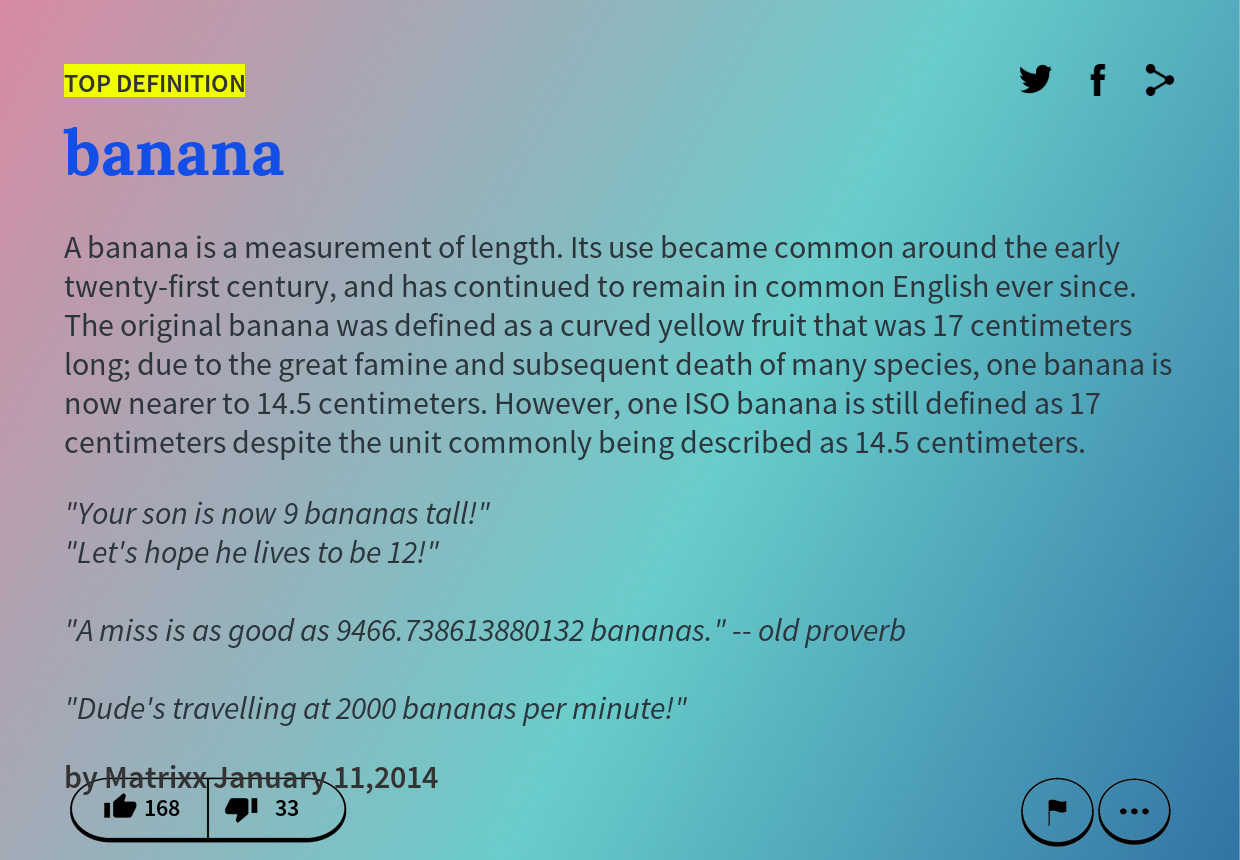 TOP DEFINITION
banana
A banana is a measurement of length. Its use became common around the early
twenty-first century, and has continued to remain in common English ever since.
The original banana was defined as a curved yellow fruit that was 17 centimeters
long; due to the great famine and subsequent death of many species, one banana is
now nearer to 14.5 centimeters. However, one ISO banana is still defined as 17
centimeters despite the unit commonly being described as 14.5 centimeters.
"Your son is now 9 bananas tall!"
"Let's hope he lives to be 12!"
"A miss is as good as 9466.738613880132 bananas." -- old proverb
"Dude's travelling at 2000 bananas per minute!"
by Matrixx January 11,2014
168 33